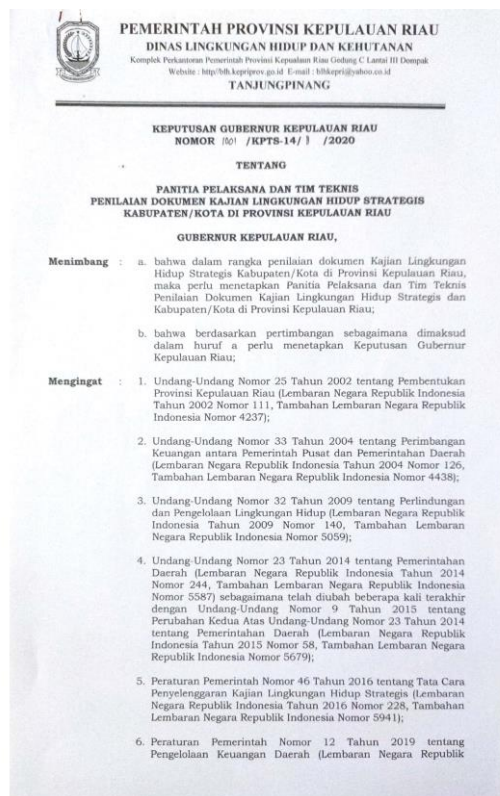 PEMERINTAH PROVINSI KEPULAUAN RIAU
DINAS LINGKUNGAN HIDUP DAN KEHUTANAN
Komplek Perkantoran Pemerintah Provinsi Kepualuan Riau Gedung C Lantai III Dompak
Website : http//blh.kepriprov.go.id E-mail : blhkepri@yahoo.co.id
TANJUNGPINANG
KEPUTUSAN GUBERNUR KEPULAUAN RIAU
NOMOR 1001 /KPTS-14/ /2020
TENTANG
PANITIA PELAKSANA DAN TIM TEKNIS
PENILAIAN DOKUMEN KAJIAN LINGKUNGAN HIDUP STRATEGIS
KABUPATEN/KOTA DI PROVINSI KEPULAUAN RIAU
GUBERNUR KEPULAUAN RIAU,
Menimbang : a. bahwa dalam rangka penilaian dokumen Kajian Lingkungan
Hidup Strategis Kabupaten/Kota di Provinsi Kepulauan Riau,
maka perlu menetapkan Panitia Pelaksana dan Tim Teknis
Penilaian Dokumen Kajian Lingkungan Hidup Strategis dan
Kabupaten/Kota di Provinsi Kepulauan Riau;
b. bahwa berdasarkan pertimbangan sebagaimana dimaksud
dalam huruf a perlu menetapkan Keputusan Gubernur
Kepulauan Riau;
Mengingat : 1. Undang-Undang Nomor 25 Tahun 2002 tentang Pembentukan
Provinsi Kepulauan Riau (Lembaran Negara Republik Indonesia
Tahun 2002 Nomor 111, Tambahan Lembaran Negara Republik
Indonesia Nomor 4237);
2. Undang-Undang Nomor 33 Tahun 2004 tentang Perimbangan
Keuangan antara Pemerintah Pusat dan Pemerintahan Daerah
(Lembaran Negara Republik Indonesia Tahun 2004 Nomor 126,
Tambahan Lembaran Negara Republik Indonesia Nomor 4438);
3. Undang-Undang Nomor 32 Tahun 2009 tentang Perlindungan
dan Pengelolaan Lingkungan Hidup (Lembaran Negara Republik
Indonesia Tahun 2009 Nomor 140, Tambahan Lembaran
Negara Republik Indonesia Nomor 5059);
4. Undang-Undang Nomor 23 Tahun 2014 tentang Pemerintahan
Daerah (Lembaran Negara Republik Indonesia Tahun 2014
Nomor 244, Tambahan Lembaran Negara Republik Indonesia
Nomor 5587) sebagaimana telah diubah beberapa kali terakhir
dengan Undang-Undang Nomor 9 Tahun 2015 tentang
Perubahan Kedua Atas Undang-Undang Nomor 23 Tahun 2014
tentang Pemerintahan Daerah (Lembaran Negara Republik
Indonesia Tahun 2015 Nomor 58, Tambahan Lembaran Negara
Republik Indonesia Nomor 5679);
5. Peraturan Pemerintah Nomor 46 Tahun 2016 tentang Tata Cara
Penyelenggaran Kajian Lingkungan Hidup Strategis (Lembaran
Negara Republik Indonesia Tahun 2016 Nomor 228, Tambahan
Lembaran Negara Republik Indonesia Nomor 5941);
6. Peraturan Pemerintah Nomor 12 Tahun 2019 tentang
Pengelolaan Keuangan Daerah (Lembaran Negara Republik